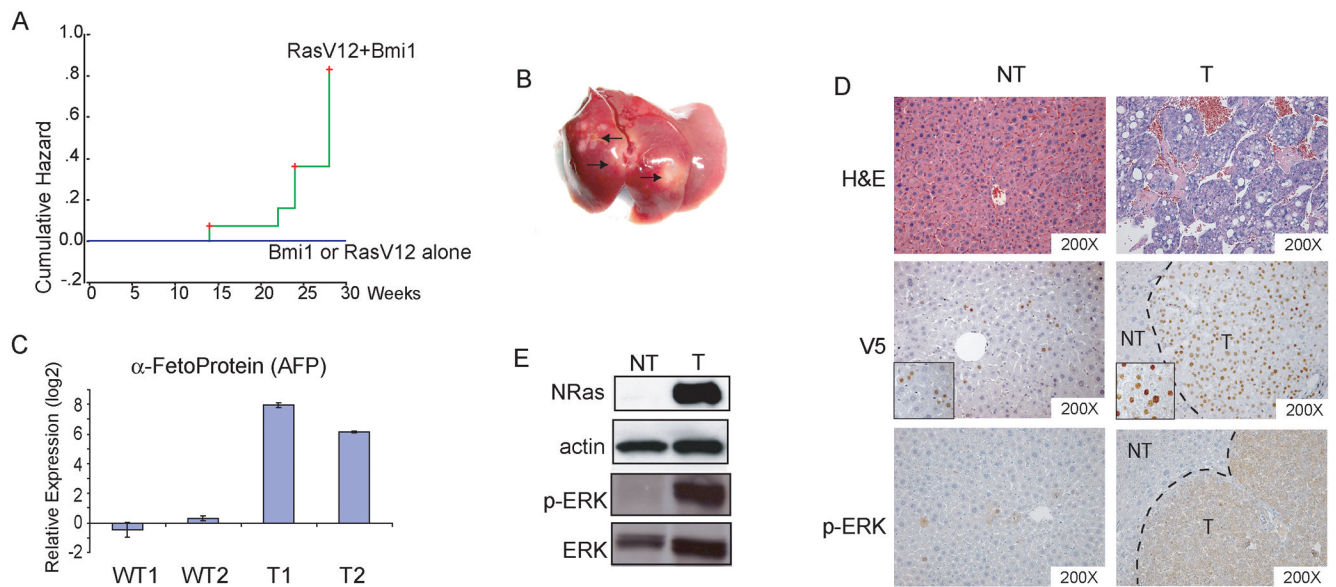 A
Cumulative Hazard
1.0
.8
.6
.4
.2
0.0
-.2
RasV12+Bmi1
Bmi1 or RasV12 alone
0 5 10 15 20 25 30 Weeks
B
C
α-FetoProtein (AFP)
Relative Expression (log2)
10
8
6
4
2
0
-2
WT1 WT2 T1 T2
D
NT T
H&E
200X 200X
V5
NT T
200X 200X
p-ERK
NT
T
200X 200X
E
NT T
NRas
actin
p-ERK
ERK